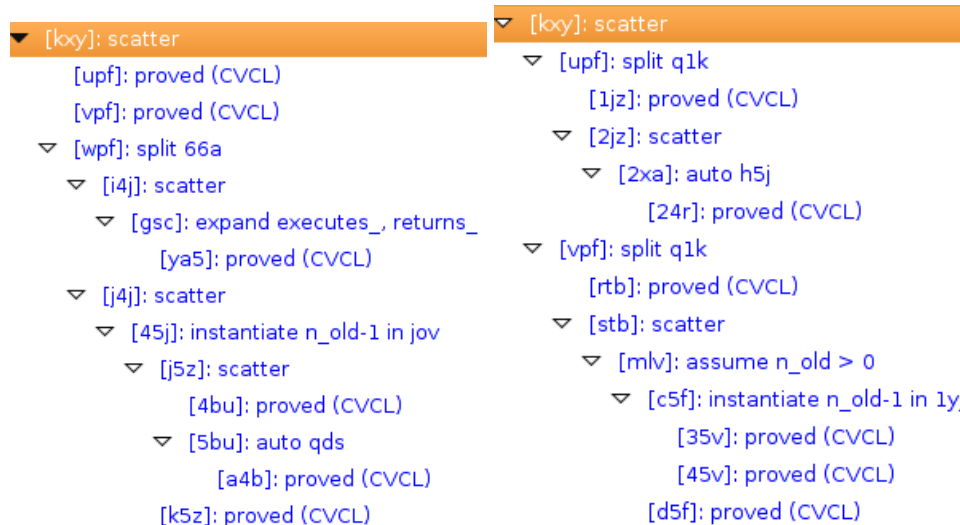 [kxy]: scatter
[upf]: proved (CVCL)
[vpf]: proved (CVCL)
[wpf]: split 66a
[i4j]: scatter
[gsc]: expand executes_, returns_
[ya5]: proved (CVCL)
[j4j]: scatter
[45j]: instantiate n_old-1 in jov
[j5z]: scatter
[4bu]: proved (CVCL)
[5bu]: auto qds
[a4b]: proved (CVCL)
[k5z]: proved (CVCL)
[kxy]: scatter
[upf]: split q1k
[1jz]: proved (CVCL)
[2jz]: scatter
[2xa]: auto h5j
[24r]: proved (CVCL)
[vpf]: split q1k
[rtb]: proved (CVCL)
[stb]: scatter
[mlv]: assume n_old > 0
[c5f]: instantiate n_old-1 in 1y
[35v]: proved (CVCL)
[45v]: proved (CVCL)
[d5f]: proved (CVCL)